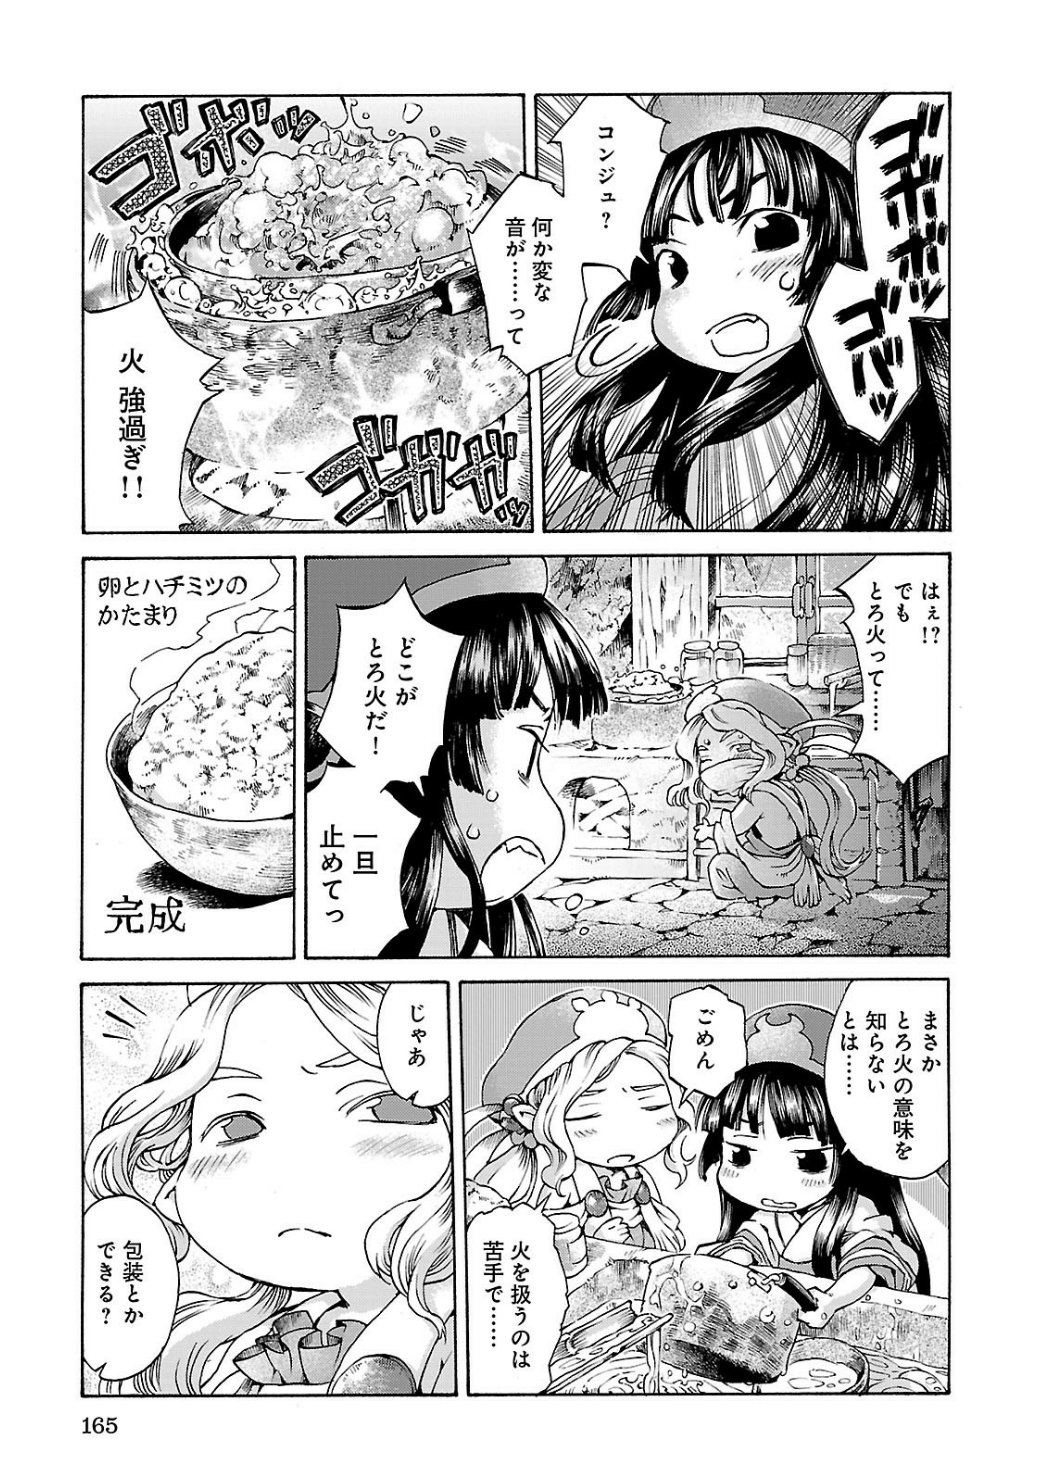 ゴボゴボ
ゴバッ
コンジュ?
何か変な
音が……って
ゴボッ
火 強過ぎ!!
ゴガガガッ
はぇ!?
でも
とろ火って……
どこが
とろ火だ!
一旦
止めてっ
卵とハチミツの
かたまり
完成
まさか
とろ火の意味を
知らない
とは……
ごめん
火を扱うのは
苦手で……
じゃあ
包装とか
できる?
165